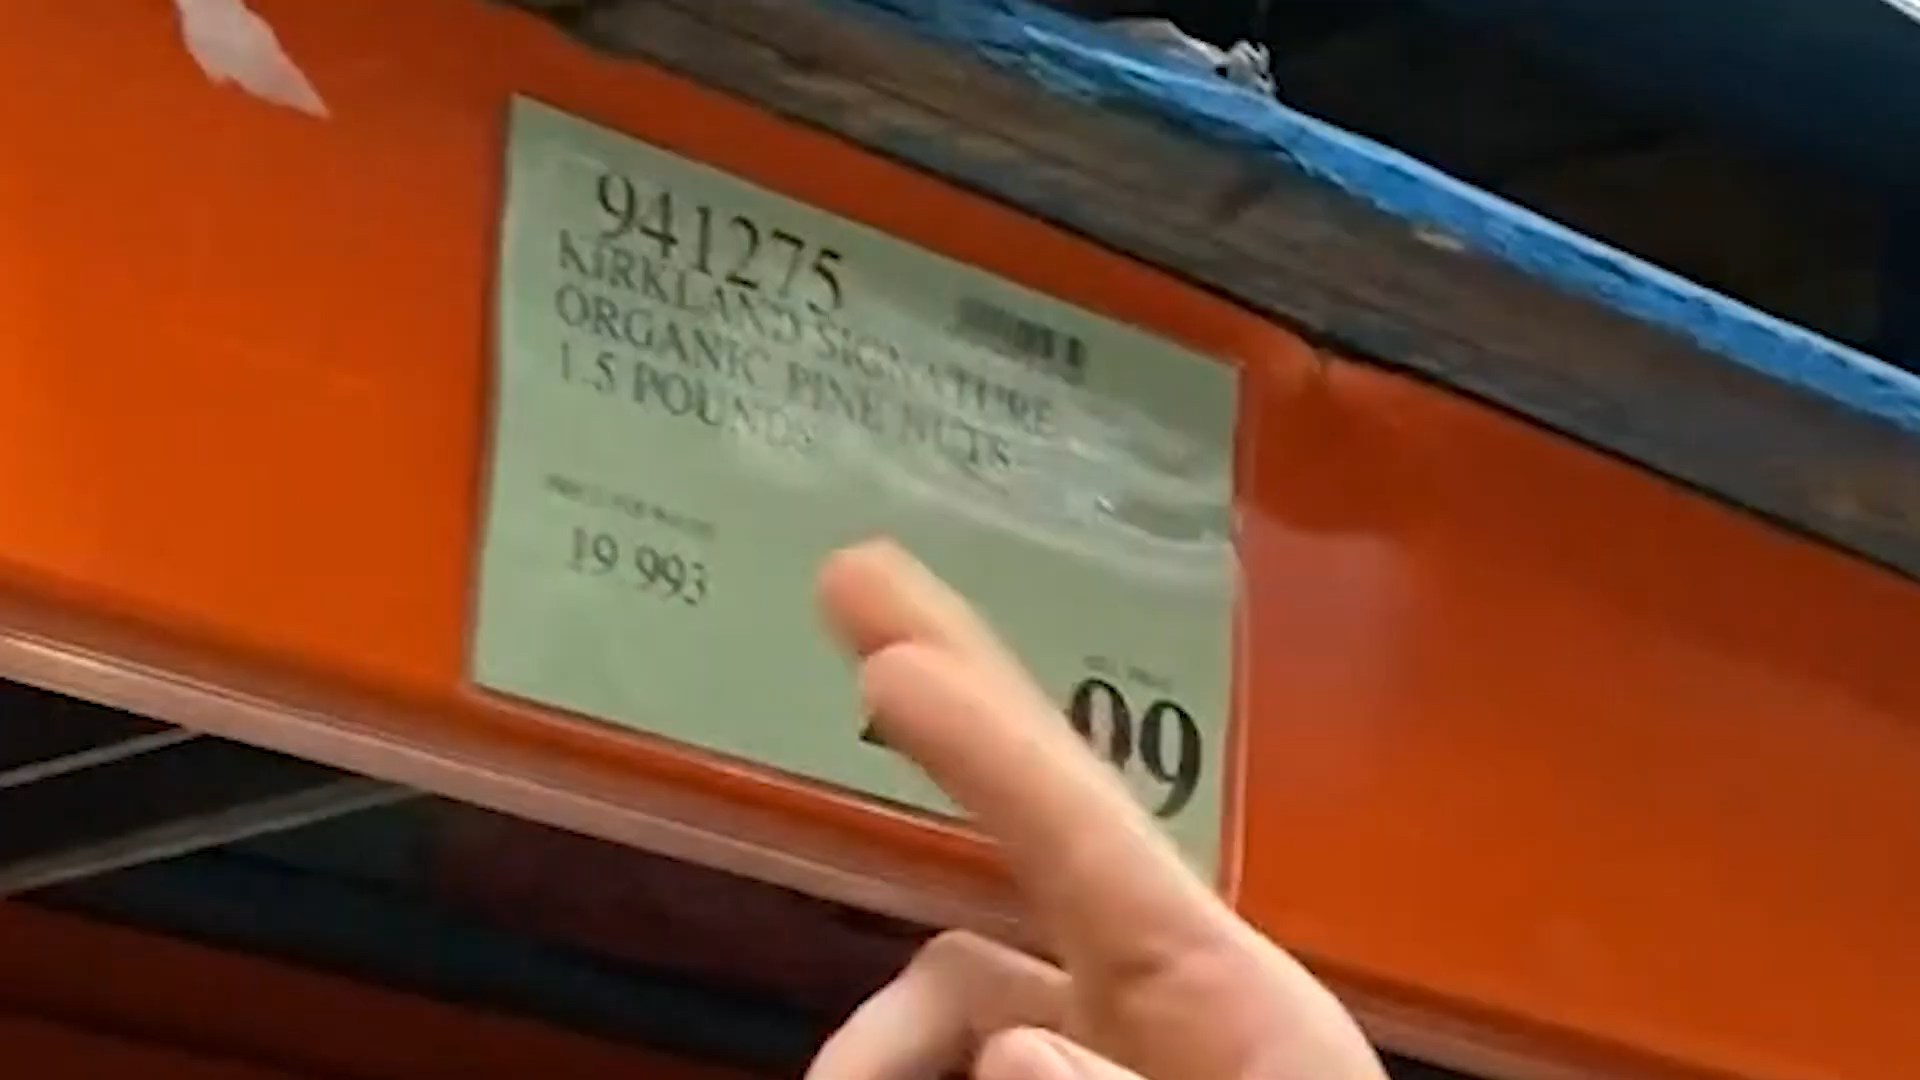 941275
KIRKLAND SIGNATURE
ORGANIC PINE NUTS
1.5 POUNDS
19.993
99